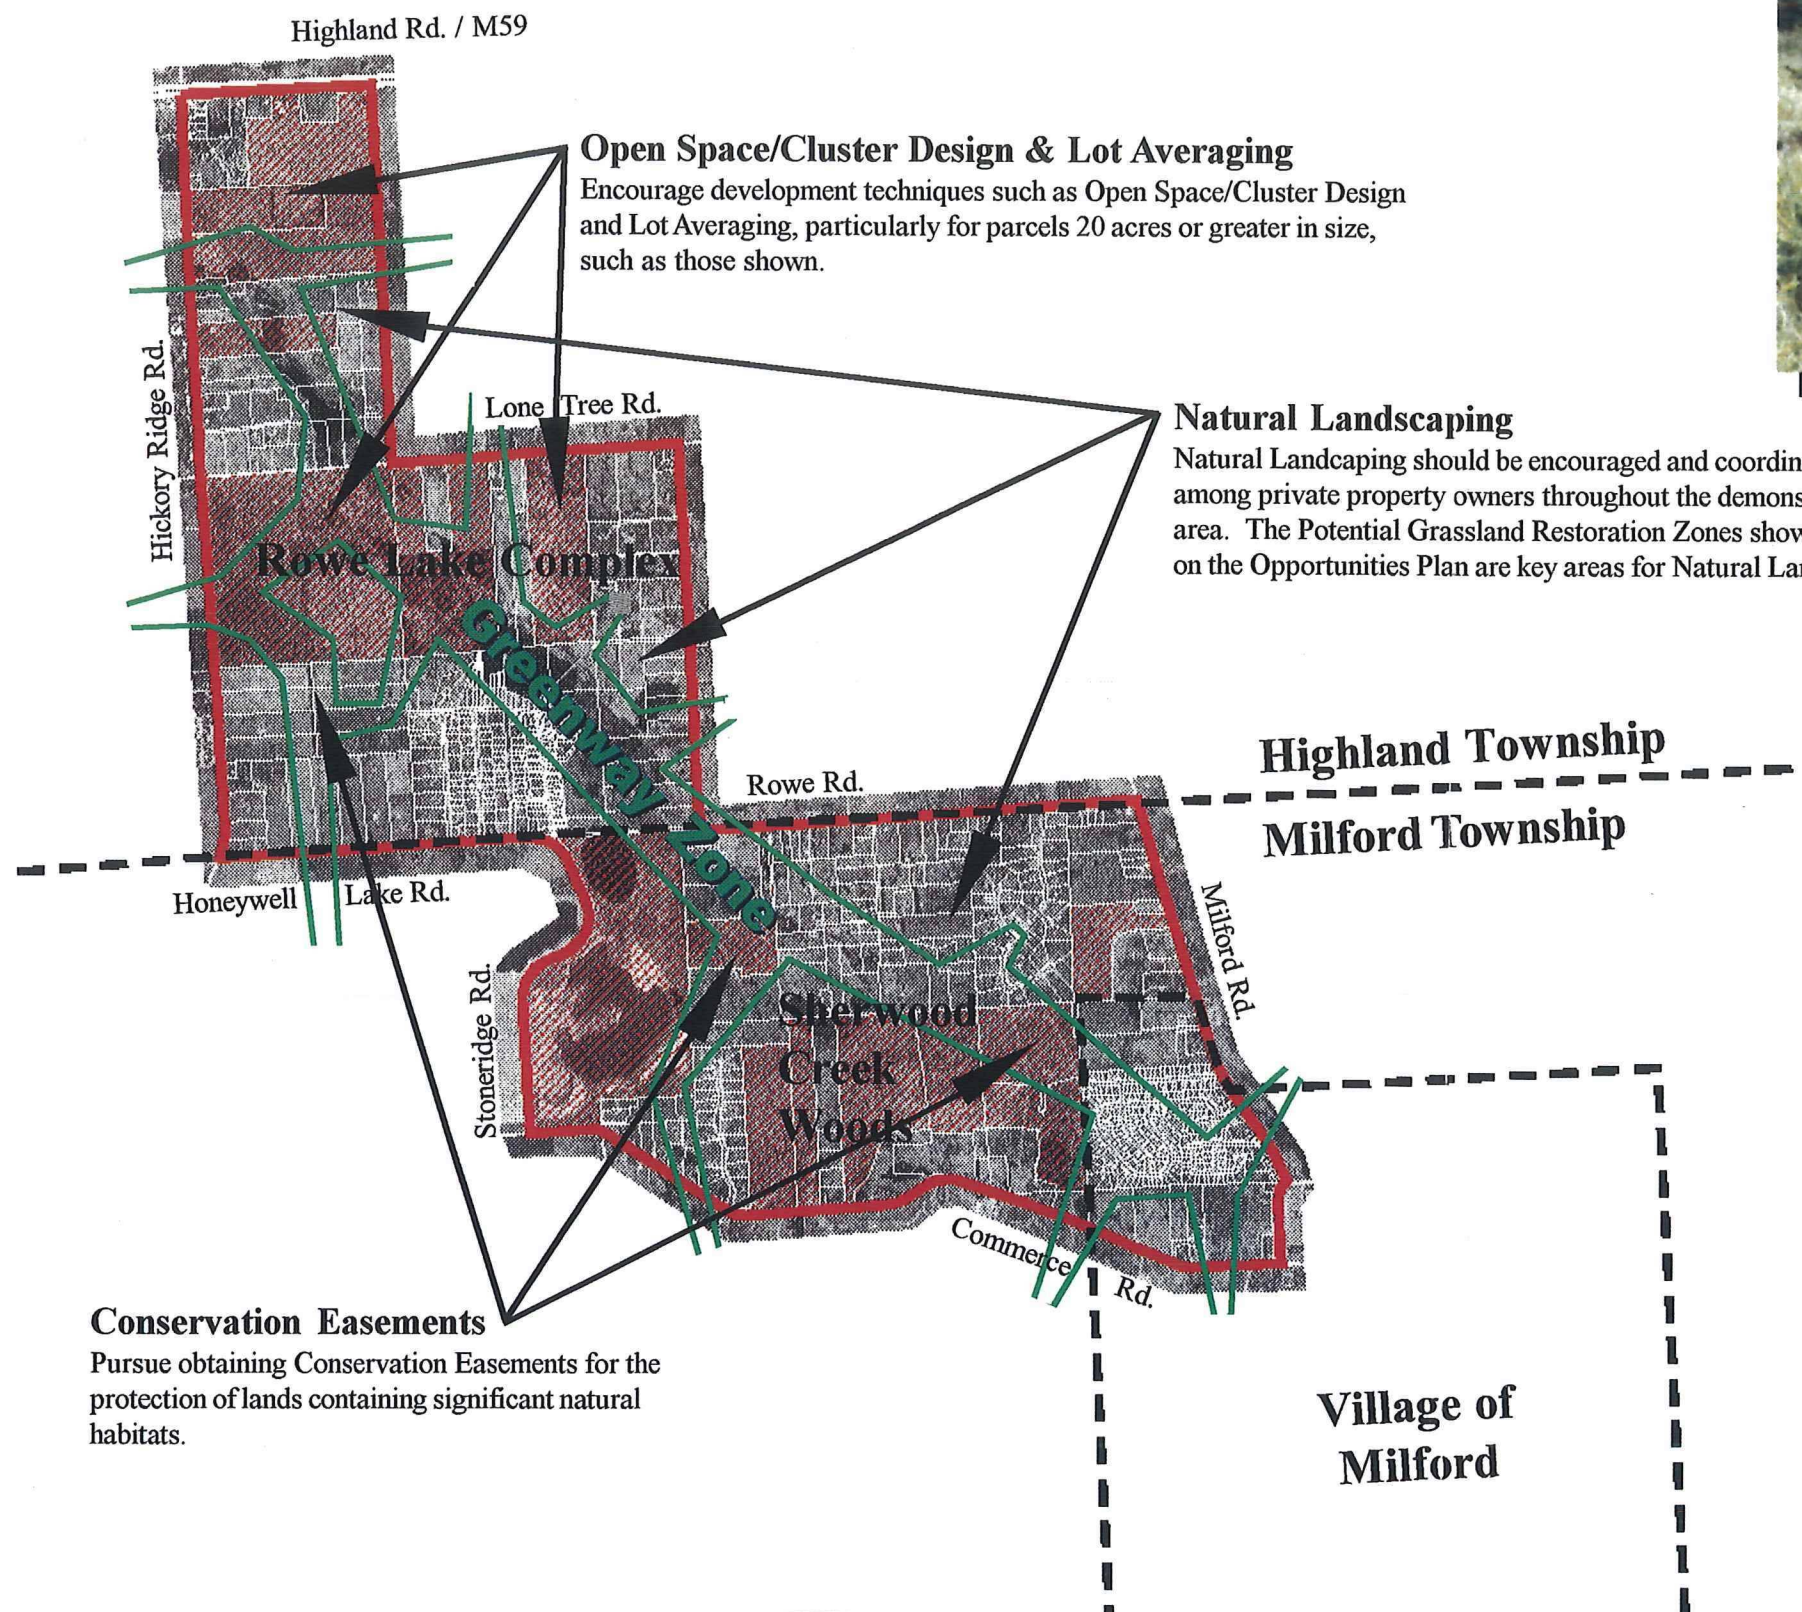 Highland Rd. / M59
Open Space/Cluster Design & Lot Averaging
Encourage development techniques such as Open Space/Cluster Design
and Lot Averaging, particularly for parcels 20 acres or greater in size,
such as those shown.
Hickory Ridge Rd.
Lone Tree Rd.
Natural Landscaping
Natural Landcaping should be encouraged and coordin
among private property owners throughout the demons
area. The Potential Grassland Restoration Zones show
on the Opportunities Plan are key areas for Natural La
Rowe Lake Complex
Greenway Zone
Rowe Rd.
Highland Township
Milford Township
Honeywell Lake Rd.
Milford Rd.
Stoneridge Rd.
Sherwood
Creek
Woods
Commerce Rd.
Conservation Easements
Pursue obtaining Conservation Easements for the
protection of lands containing significant natural
habitats.
Village of
Milford